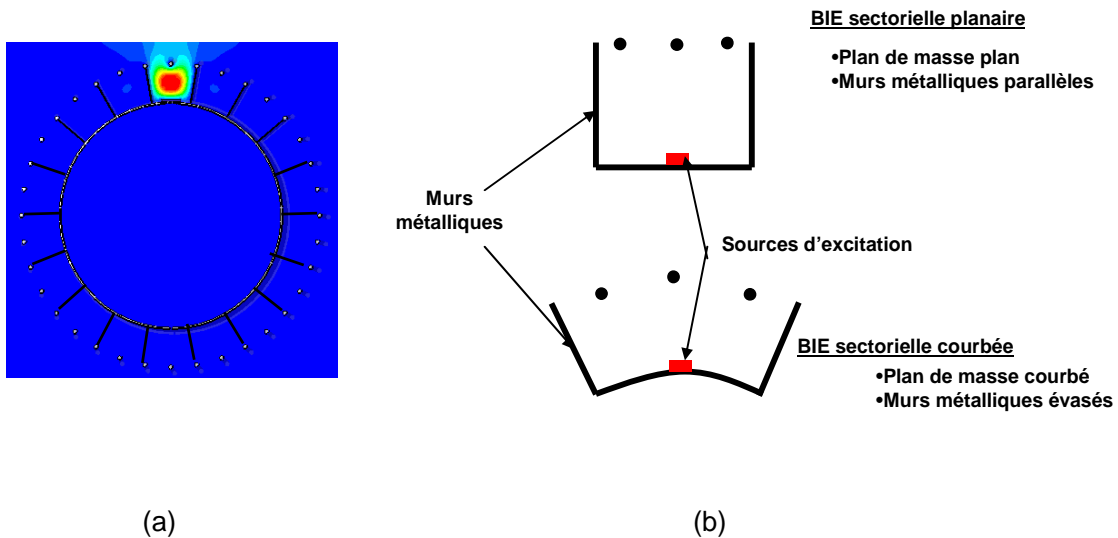 BIE sectorielle planaire
•Plan de masse plan
•Murs métalliques parallèles
Murs
métalliques
Sources d'excitation
BIE sectorielle courbée
•Plan de masse courbé
•Murs métalliques évasés
(a)
(b)